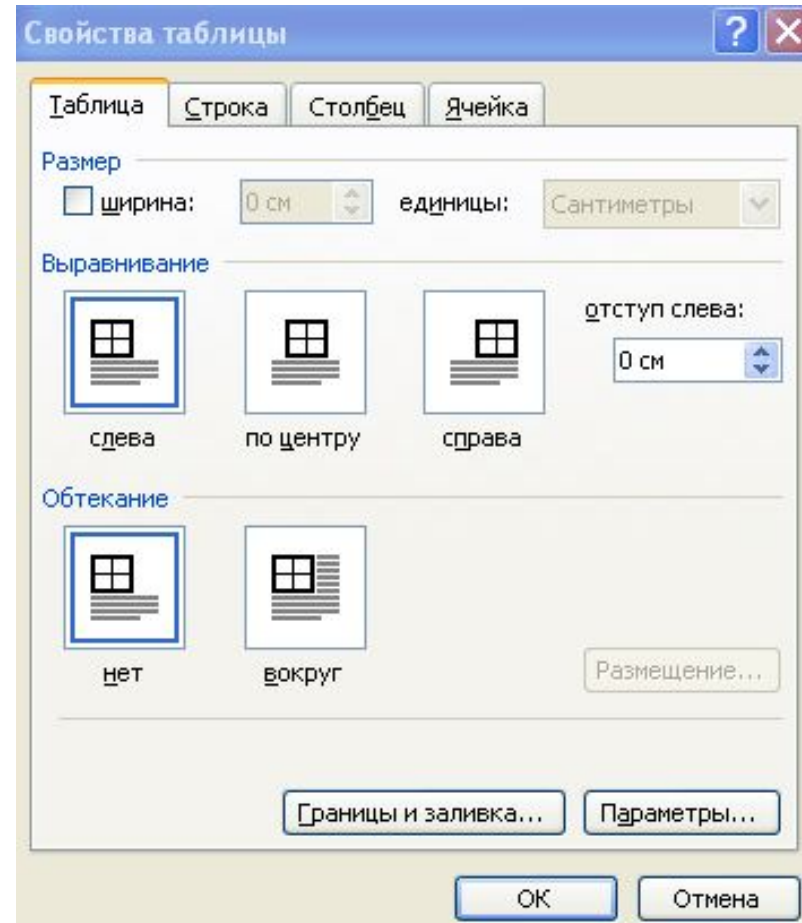 Свойства таблицы
Таблица Строка Столбец Ячейка
Размер
ширина: 0 см единицы: Сантиметры
Выравнивание
отступ слева:
0 см
слева по центру справа
Обтекание
нет вокруг Размещение...
Границы и заливка... Параметры...
ОК Отмена